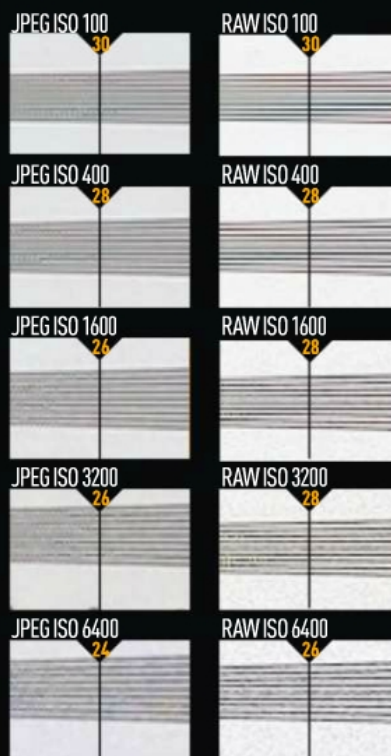 JPEG ISO 100
30
RAW ISO 100
30
JPEG ISO 400
28
RAW ISO 400
28
JPEG ISO 1600
26
RAW ISO 1600
28
JPEG ISO 3200
26
RAW ISO 3200
28
JPEG ISO 6400
24
RAW ISO 6400
26